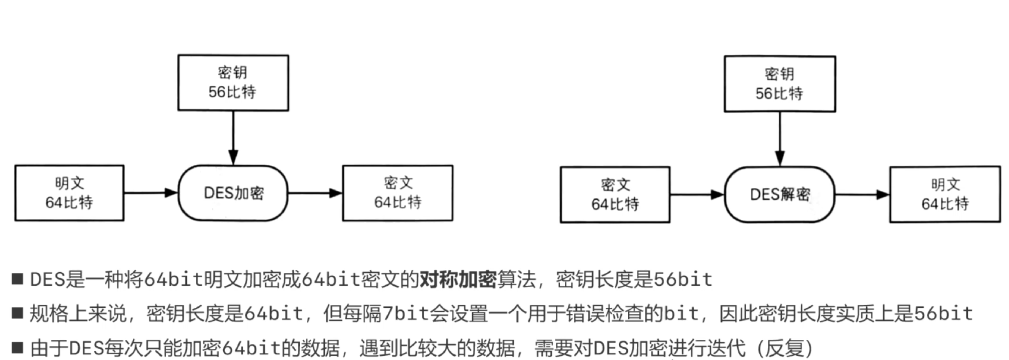 密钥
56比特
明文
64比特
DES加密
密文
64比特
密钥
56比特
密文
64比特
DES解密
明文
64比特
■ DES是一种将64bit明文加密成64bit密文的对称加密算法，密钥长度是56bit
■ 规格上来说，密钥长度是64bit，但每隔7bit会设置一个用于错误检查的bit，因此密钥长度实质上是56bit
■ 由于DES每次只能加密64bit的数据，遇到比较大的数据，需要对DES加密进行迭代（反复）